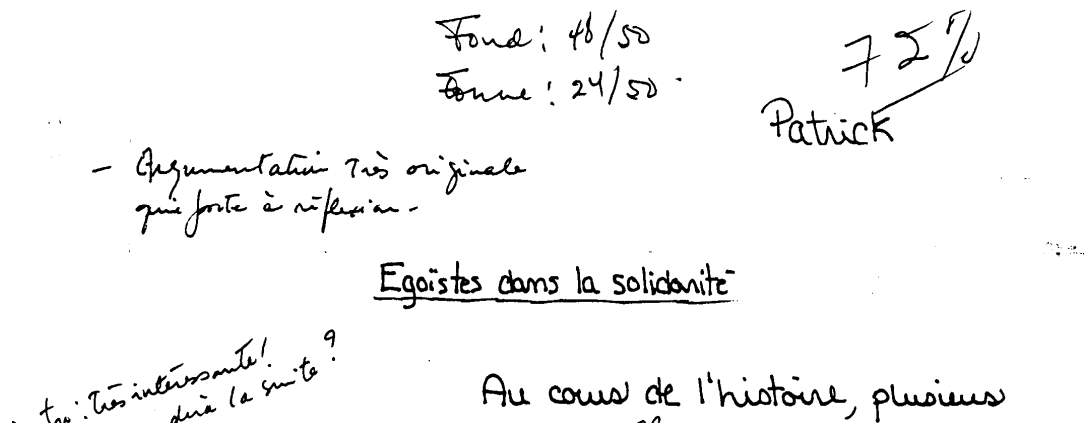 Fond : 48/50
72%
Forme : 24/50
Patrick
- Argumentation très originale
qui porte à réflexion -
Egoïstes dans la solidarité
: très intéressante !
la suite ?
Au cours de l'histoire, plusieurs